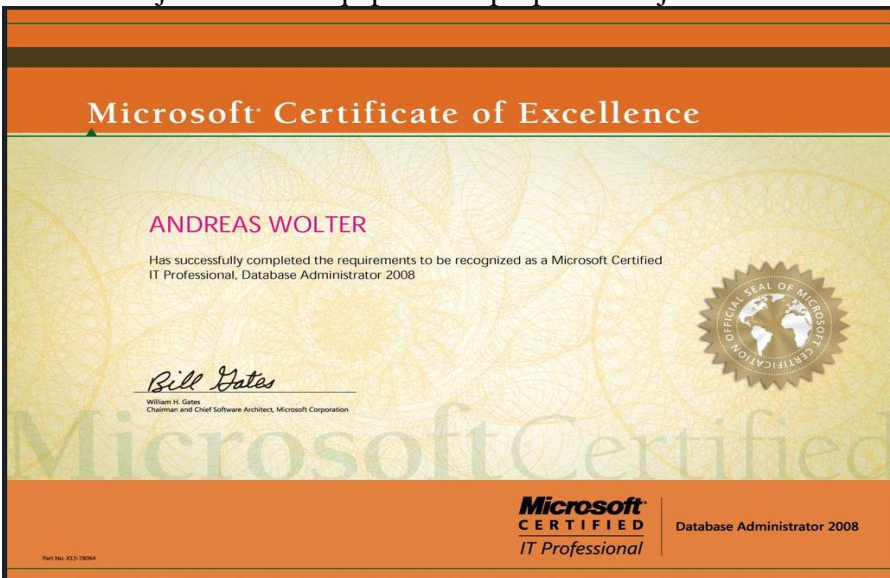 Microsoft Certificate of Excellence
ANDREAS WOLTER
Has successfully completed the requirements to be recognized as a Microsoft Certified
IT Professional, Database Administrator 2008
OFFICIAL SEAL OF MICROSOFT CERTIFICATION
Bill Gates
William H. Gates
Chairman and Chief Software Architect, Microsoft Corporation
MicrosoftCertified
Microsoft
CERTIFIED
IT Professional
Database Administrator 2008
Part No. X13-78064